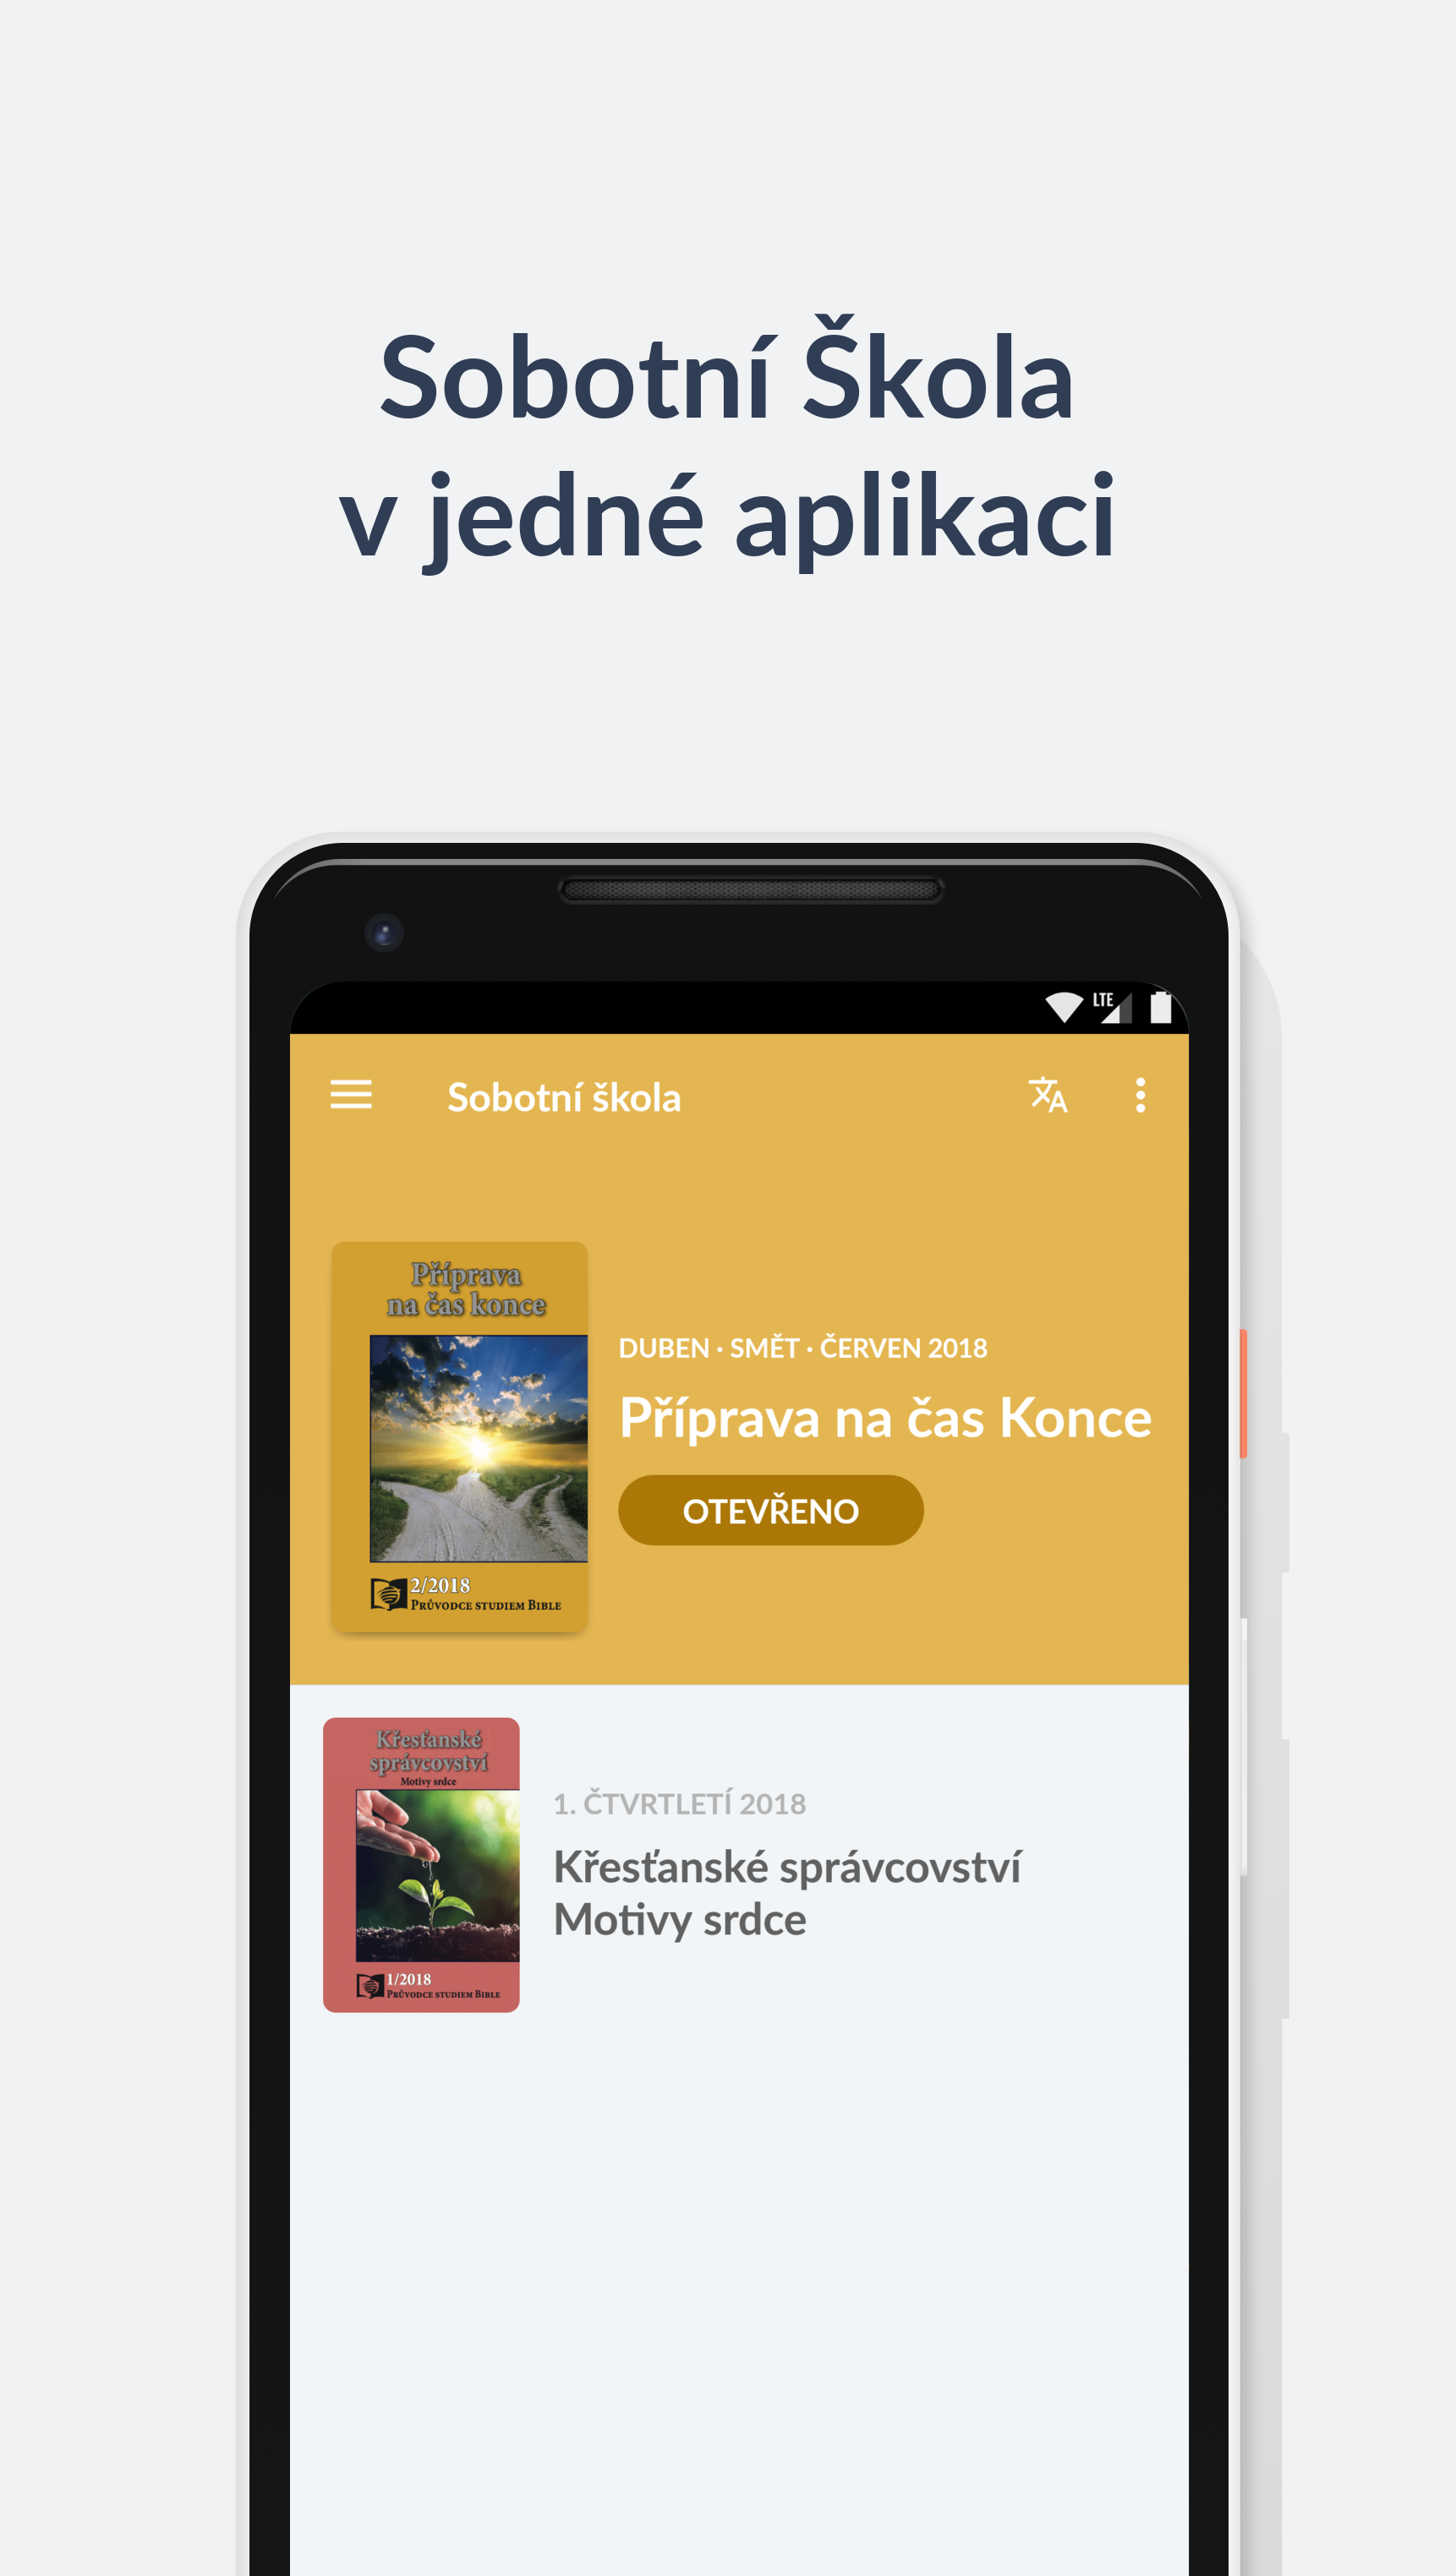 Sobotní Škola
v jedné aplikaci
LTE
Sobotní škola
Příprava
na čas konce
2/2018
Průvodce studiem Bible
DUBEN · SMĚT · ČERVEN 2018
Příprava na čas Konce
OTEVŘENO
Křesťanské
správcovství
Motivy srdce
1/2018
Průvodce studiem Bible
1. ČTVRTLETÍ 2018
Křesťanské správcovství
Motivy srdce